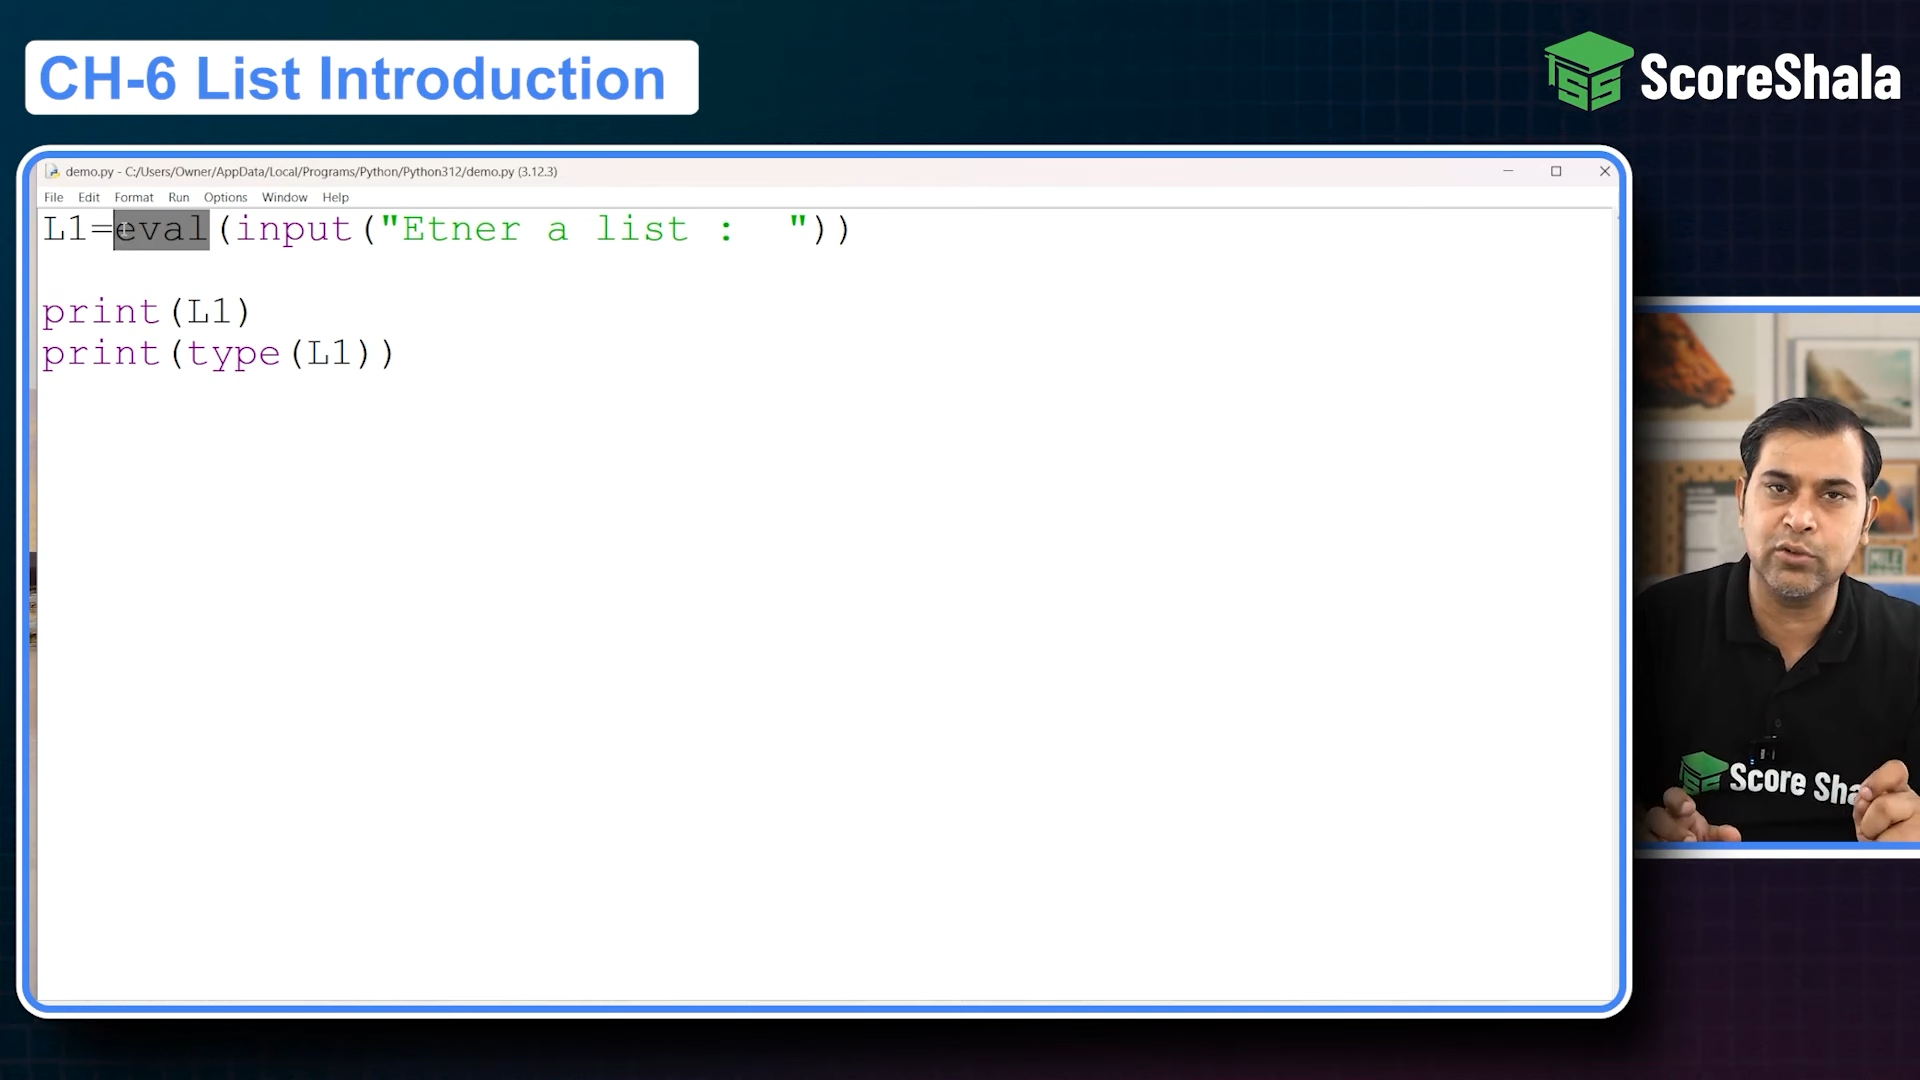 CH-6 List Introduction
ScoreShala
demo.py - C:/Users/Owner/AppData/Local/Programs/Python/Python312/demo.py (3.12.3)
File Edit Format Run Options Window Help
L1=eval(input("Etner a list :  "))
print(L1)
print(type(L1))
Score Sha